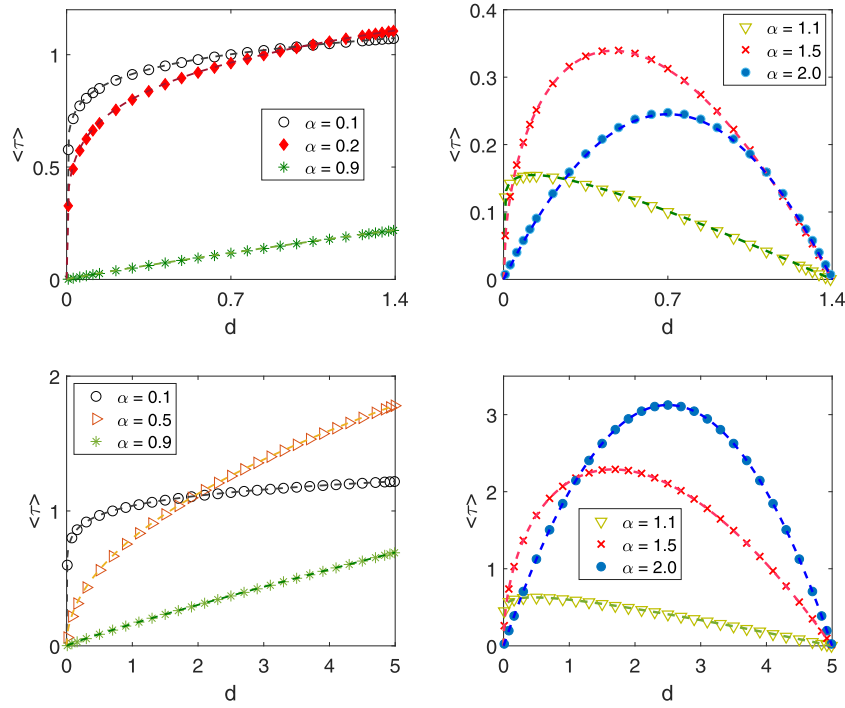 1
0.5
0
0
0.7
1.4
d
<τ>
α = 0.1
α = 0.2
α = 0.9
0.4
0.3
0.2
0.1
0
0
0.7
1.4
d
<τ>
α = 1.1
α = 1.5
α = 2.0
2
1
0
0
1
2
3
4
5
d
<τ>
α = 0.1
α = 0.5
α = 0.9
3
2
1
0
0
1
2
3
4
5
d
<τ>
α = 1.1
α = 1.5
α = 2.0